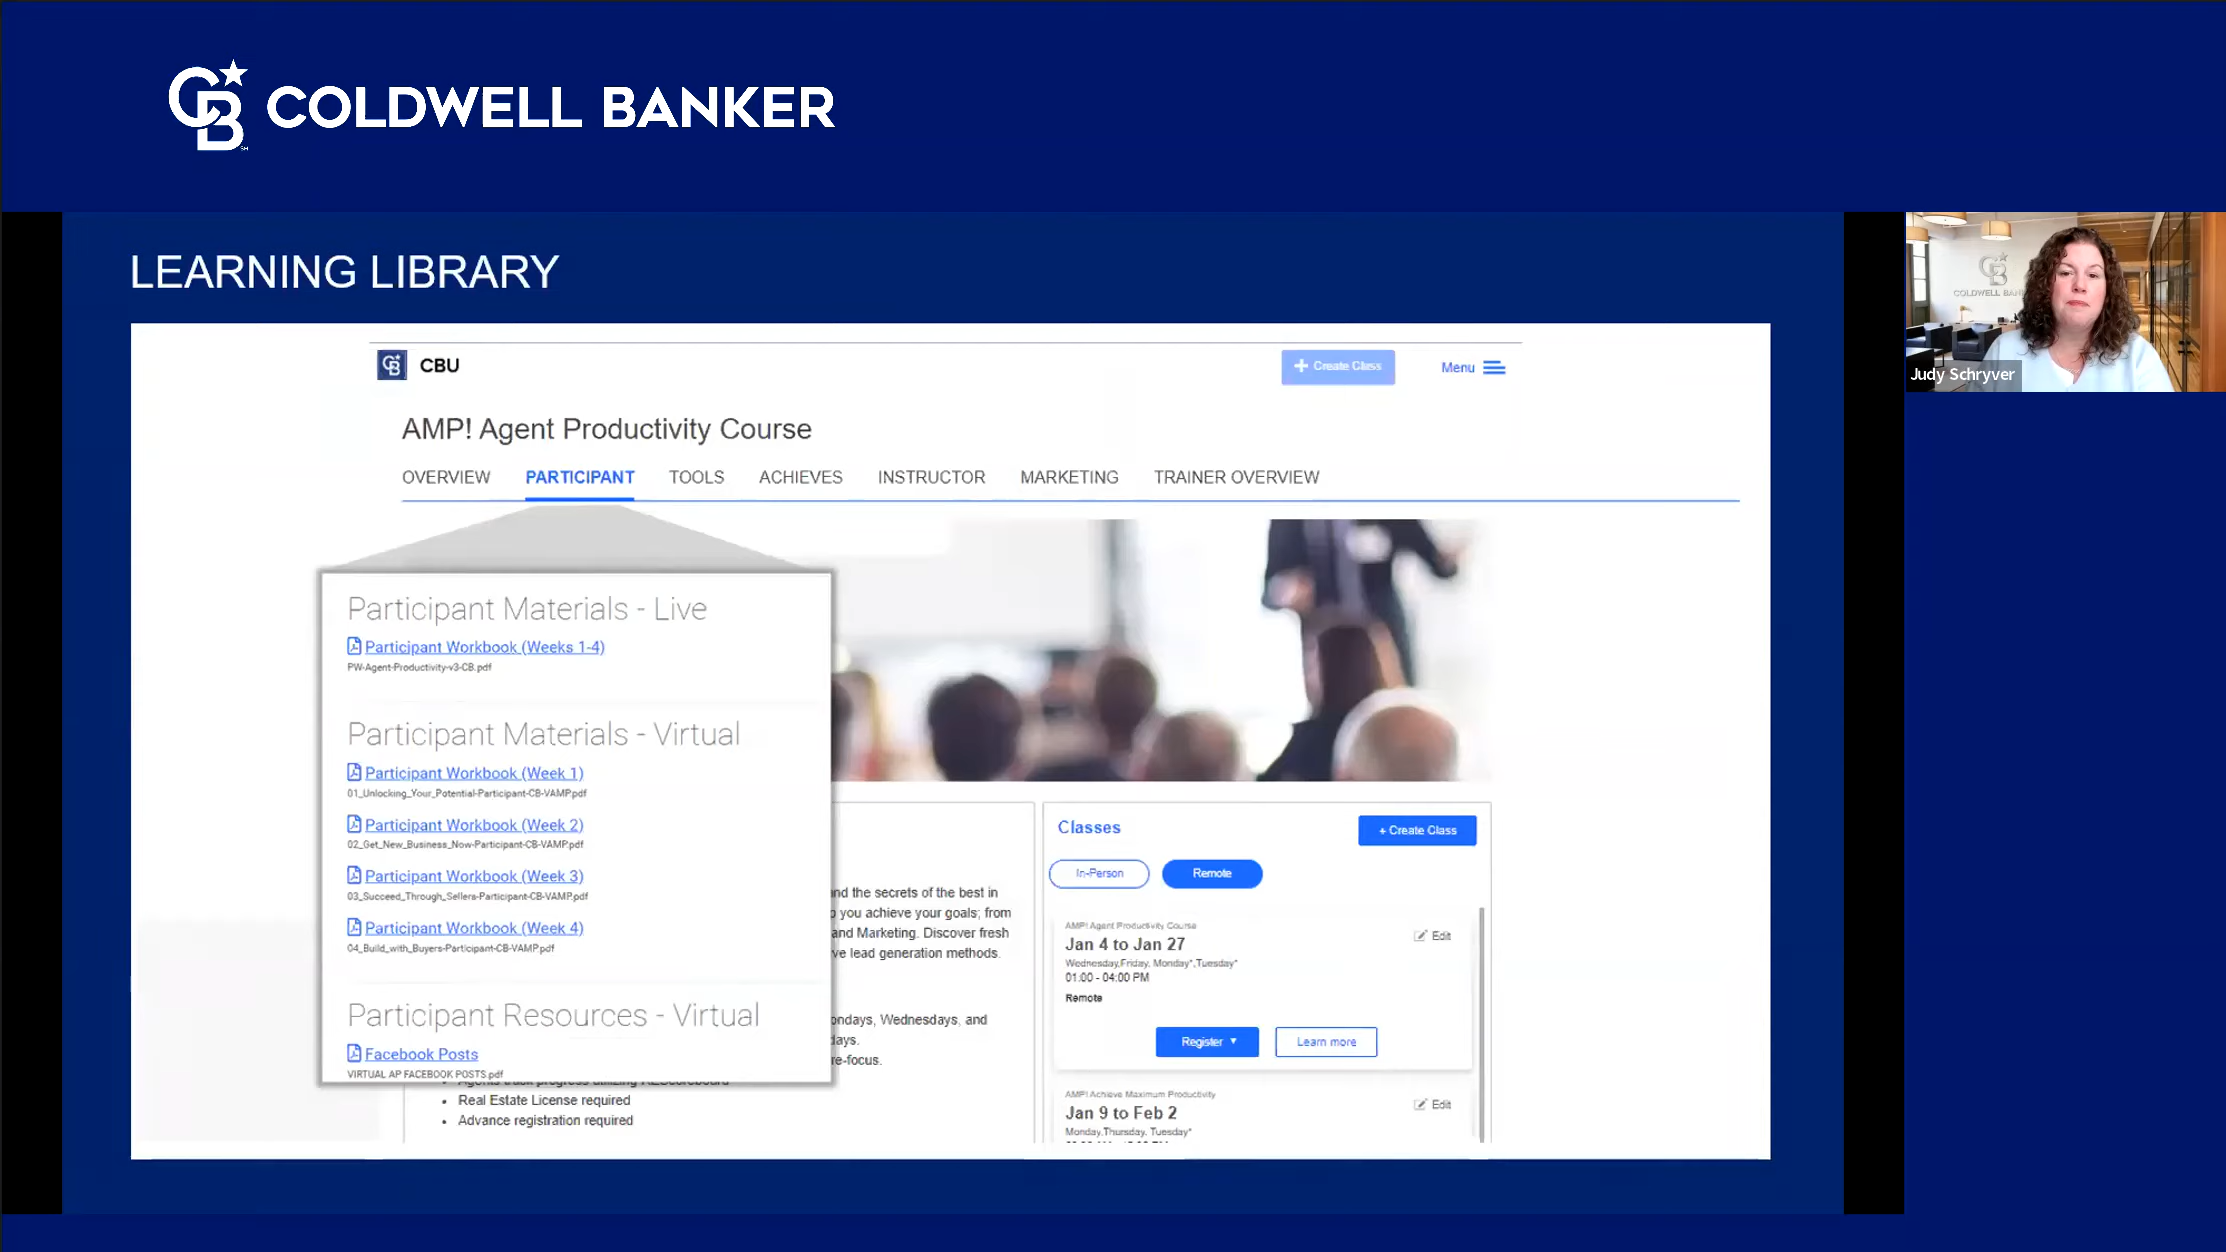 CB COLDWELL BANKER
LEARNING LIBRARY
CB CBU
+ Create Class
Menu
AMP! Agent Productivity Course
OVERVIEW PARTICIPANT TOOLS ACHIEVES INSTRUCTOR MARKETING TRAINER OVERVIEW
Participant Materials - Live
Participant Workbook (Weeks 1-4)
PW-Agent-Productivity-v3-CB.pdf
Participant Materials - Virtual
Participant Workbook (Week 1)
01_Unlocking_Your_Potential-Participant-CB-VAMP.pdf
Participant Workbook (Week 2)
02_Get_New_Business_Now-Participant-CB-VAMP.pdf
Participant Workbook (Week 3)
03_Succeed_Through_Sellers-Participant-CB-VAMP.pdf
Participant Workbook (Week 4)
04_Build_with_Buyers-Participant-CB-VAMP.pdf
Participant Resources - Virtual
Facebook Posts
VIRTUAL AP FACEBOOK POSTS.pdf
the secrets of the best in
you achieve your goals; from
and Marketing. Discover fresh
lead generation methods.
Wednesdays, and
re-focus.
• Real Estate License required
• Advance registration required
Classes
+ Create Class
In-Person Remote
AMP! Agent Productivity Course
Jan 4 to Jan 27
Edit
Wednesday,Friday, Monday*,Tuesday*
01:00 - 04:00 PM
Remote
Register ▼ Learn more
AMP! Achieve Maximum Productivity
Jan 9 to Feb 2
Edit
Monday,Thursday, Tuesday*
CB
COLDWELL
Judy Schryver